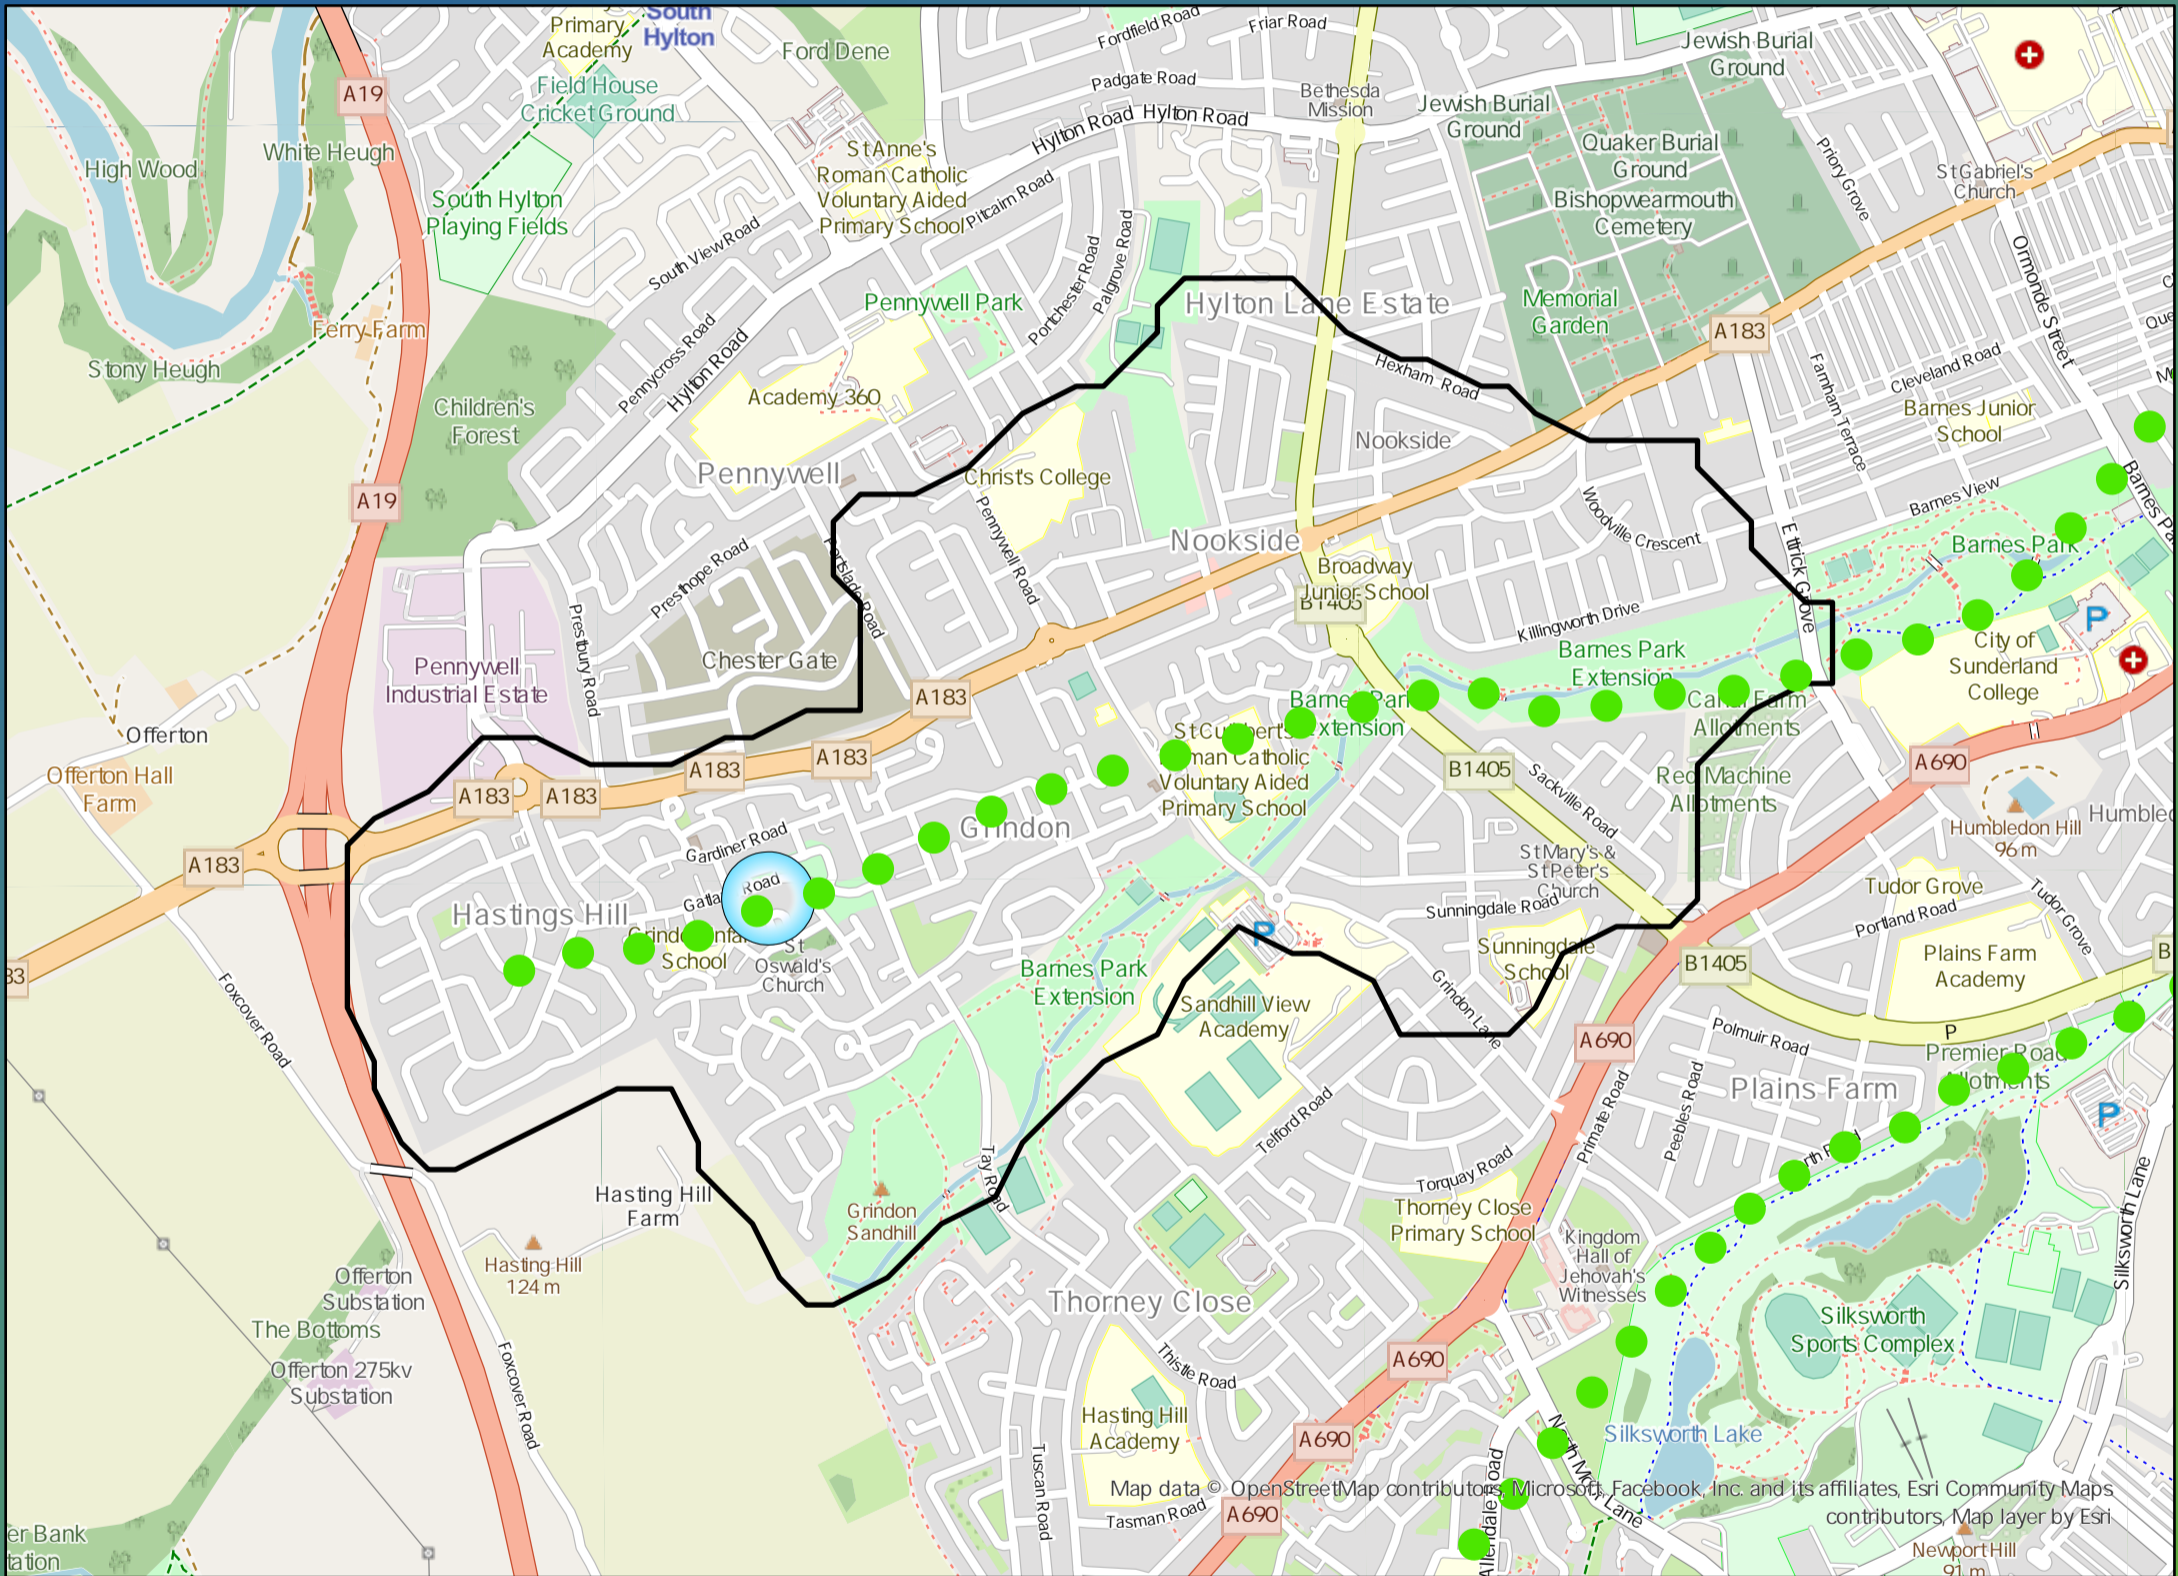 South
Hylton
Primary
Academy
Ford Dene
Fordfield Road
Friar Road
Jewish Burial
Ground
A19
Field House
Cricket Ground
Padgate Road
Bethesda
Mission
Jewish Burial
Ground
Hylton Road
Hylton Road
High Wood
White Heugh
St Anne's
Roman Catholic
Voluntary Aided
Primary School
Quaker Burial
Ground
Priory Grove
St Gabriel's
Church
South Hylton
Playing Fields
Pitcairn Road
Bishopwearmouth
Cemetery
South View Road
Porchester Road
Palgrove Road
Ormonde Street
Pennywell Park
Hylton Lane Estate
Memorial
Garden
A183
Ferry Farm
Stony Heugh
Pennycross Road
Hylton Road
Hexham Road
Farnham Terrace
Cleveland Road
Children's
Forest
Academy 360
Nookside
Barnes Junior
School
Pennywell
Christ's College
A19
Pennywell Road
Woodville Crescent
Barnes View
Nookside
Ettrick Grove
Barnes Park
Portslade Road
Presthope Road
Broadway
Junior School
B1405
Prestbury Road
Killingworth Drive
Chester Gate
Barnes Park
Extension
City of
Sunderland
College
P
Pennywell
Industrial Estate
A183
Barnes Park
Extension
Canal Farm
Allotments
Offerton
St Cuthbert's
Roman Catholic
Voluntary Aided
Primary School
A183
A183
B1405
A690
Offerton Hall
Farm
A183
A183
Sackville Road
Red Machine
Allotments
Grindon
Humbledon Hill
96 m
A183
Gardiner Road
St Mary's &
St Peter's
Church
Tudor Grove
Tudor Grove
Road
Hastings Hill
Grindon Infant
School
St
Oswald's
Church
P
Sunningdale Road
Portland Road
Sunningdale
School
Plains Farm
Academy
B1405
Barnes Park
Extension
Foxcover Road
Sandhill View
Academy
Grindon Lane
A690
Polmuir Road
P
Premier Road
Allotments
Plains Farm
P
Telford Road
Primate Road
Peebles Road
Tay Road
Torquay Road
Hasting Hill
Farm
Grindon
Sandhill
Thorney Close
Primary School
Silksworth Lane
Kingdom
Hall of
Jehovah's
Witnesses
Hasting Hill
124 m
Offerton
Substation
Thorney Close
The Bottoms
Silksworth
Sports Complex
Offerton 275kv
Substation
Foxcover Road
Thistle Road
A690
Hasting Hill
Academy
A690
Silksworth Lake
North Moor Lane
Tuscan Road
Allendale Road
Tasman Road
A690
Map data © OpenStreetMap contributors, Microsoft, Facebook, Inc. and its affiliates, Esri Community Maps
contributors, Map layer by Esri
Newport Hill
91 m